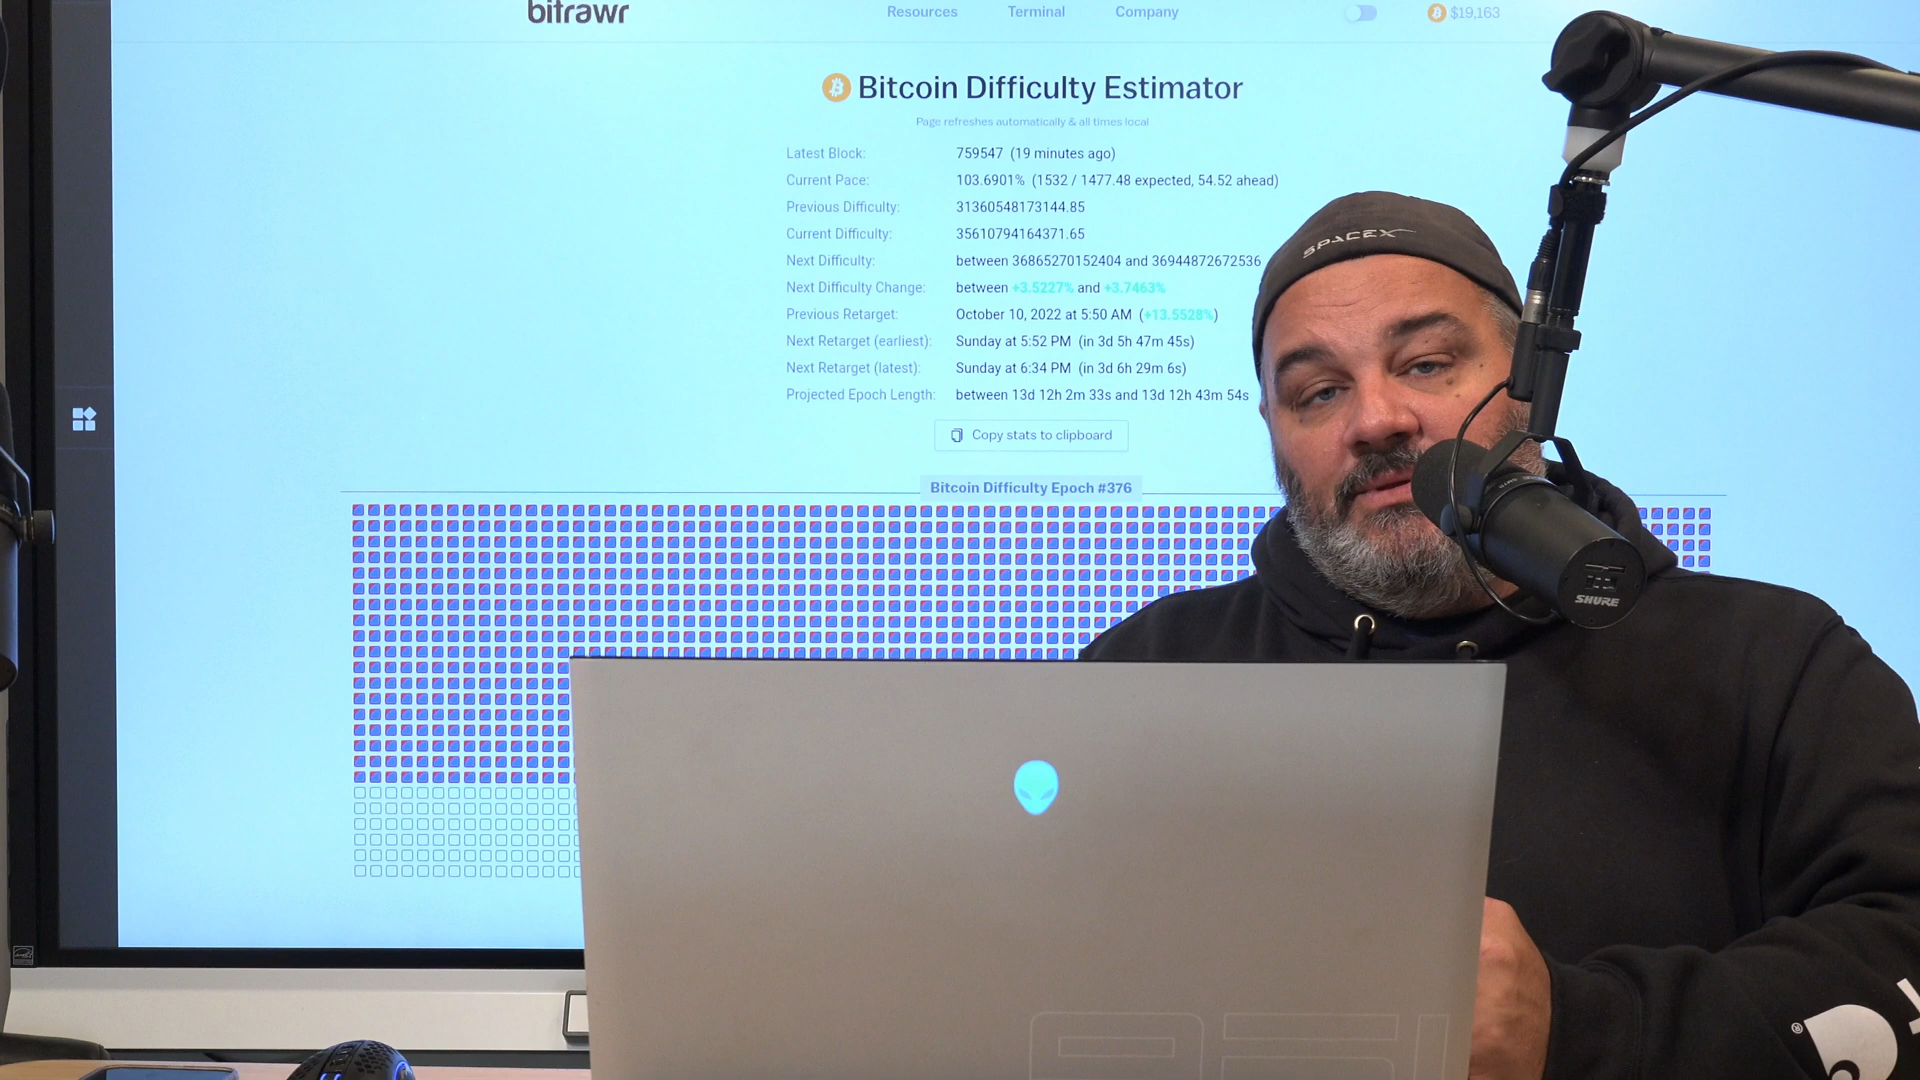 bitrawr
Resources Terminal Company $19,163
Bitcoin Difficulty Estimator
Page refreshes automatically & all times local
Latest Block: 759547 (19 minutes ago)
Current Pace: 103.6901% (1532 / 1477.48 expected, 54.52 ahead)
Previous Difficulty: 31360548173144.85
Current Difficulty: 35610794164371.65
Next Difficulty: between 36865270152404 and 36944872672536
Next Difficulty Change: between +3.5227% and +3.7463%
Previous Retarget: October 10, 2022 at 5:50 AM (+13.5528%)
Next Retarget (earliest): Sunday at 5:52 PM (in 3d 5h 47m 45s)
Next Retarget (latest): Sunday at 6:34 PM (in 3d 6h 29m 6s)
Projected Epoch Length: between 13d 12h 2m 33s and 13d 12h 43m 54s
Copy stats to clipboard
Bitcoin Difficulty Epoch #376
SPACEX
SHURE